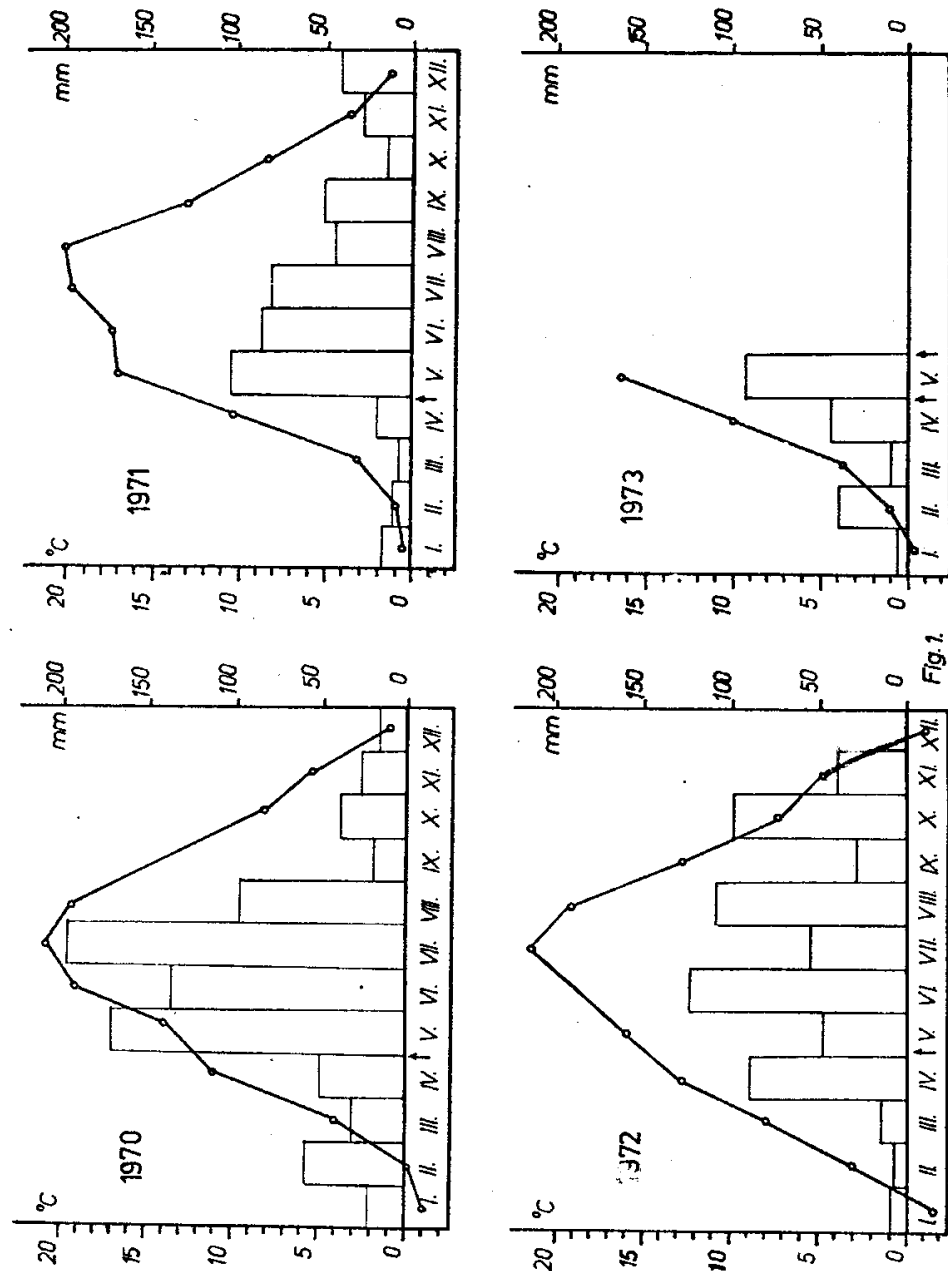 °C mm
20 200
15 150
1970
10 100
5 50
0 0
I. II. III. IV. ↑ V. VI. VII. VIII. IX. X. XI. XII.
°C mm
20 200
15 150
1971
10 100
5 50
0 0
I. II. III. IV. ↑ V. VI. VII. VIII. IX. X. XI. XII.
°C mm
20 200
15 150
1972
10 100
5 50
0 0
I. II. III. IV. ↑ V. VI. VII. VIII. IX. X. XI. XII.
°C mm
20 200
15 150
1973
10 100
5 50
0 0
I. II. III. IV. ↑ V. ↑
Fig. 1.